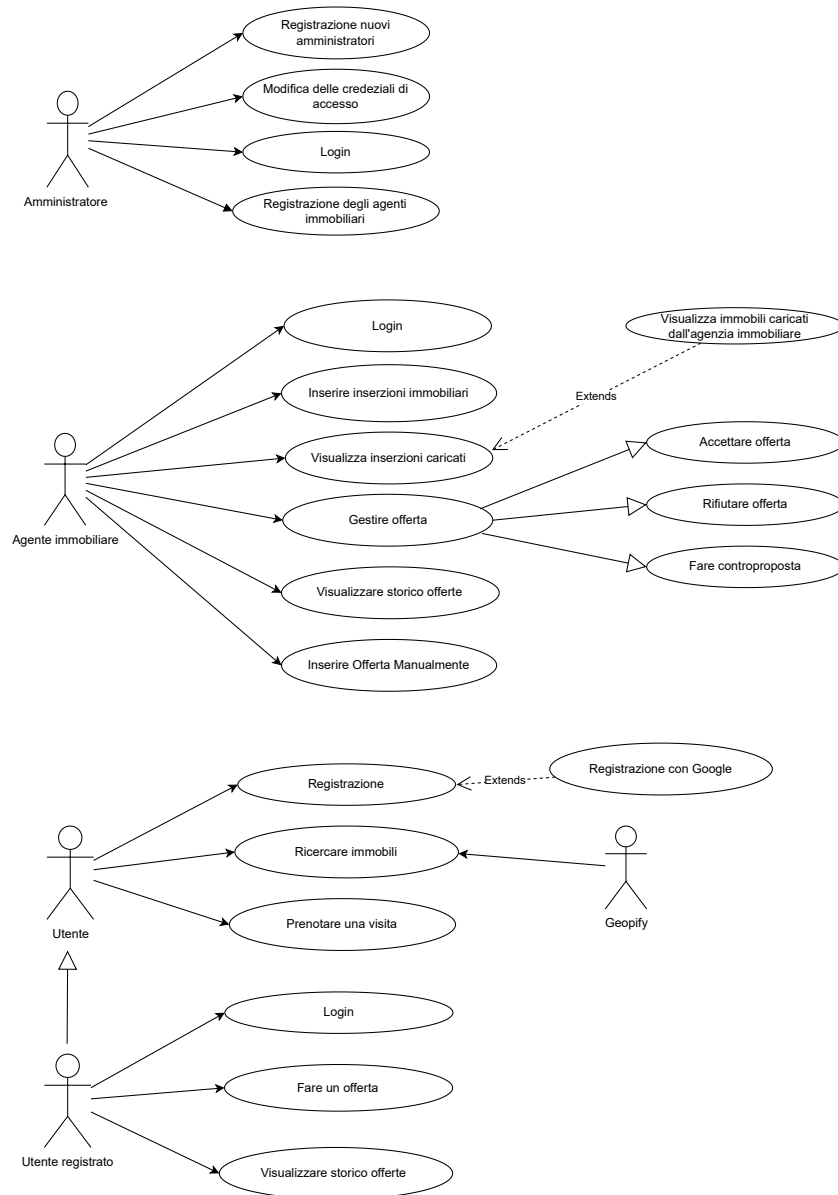 Registrazione nuovi
amministratori
Modifica delle credeziali di
accesso
Login
Amministratore
Registrazione degli agenti
immobiliari
Login
Visualizza immobili caricati
dall'agenzia immobiliare
Inserire inserzioni immobiliari
Extends
Visualizza inserzioni caricati
Accettare offerta
Gestire offerta
Rifiutare offerta
Agente immobiliare
Fare controproposta
Visualizzare storico offerte
Inserire Offerta Manualmente
Registrazione
Extends
Registrazione con Google
Ricercare immobili
Prenotare una visita
Utente
Geopify
Login
Fare un offerta
Utente registrato
Visualizzare storico offerte